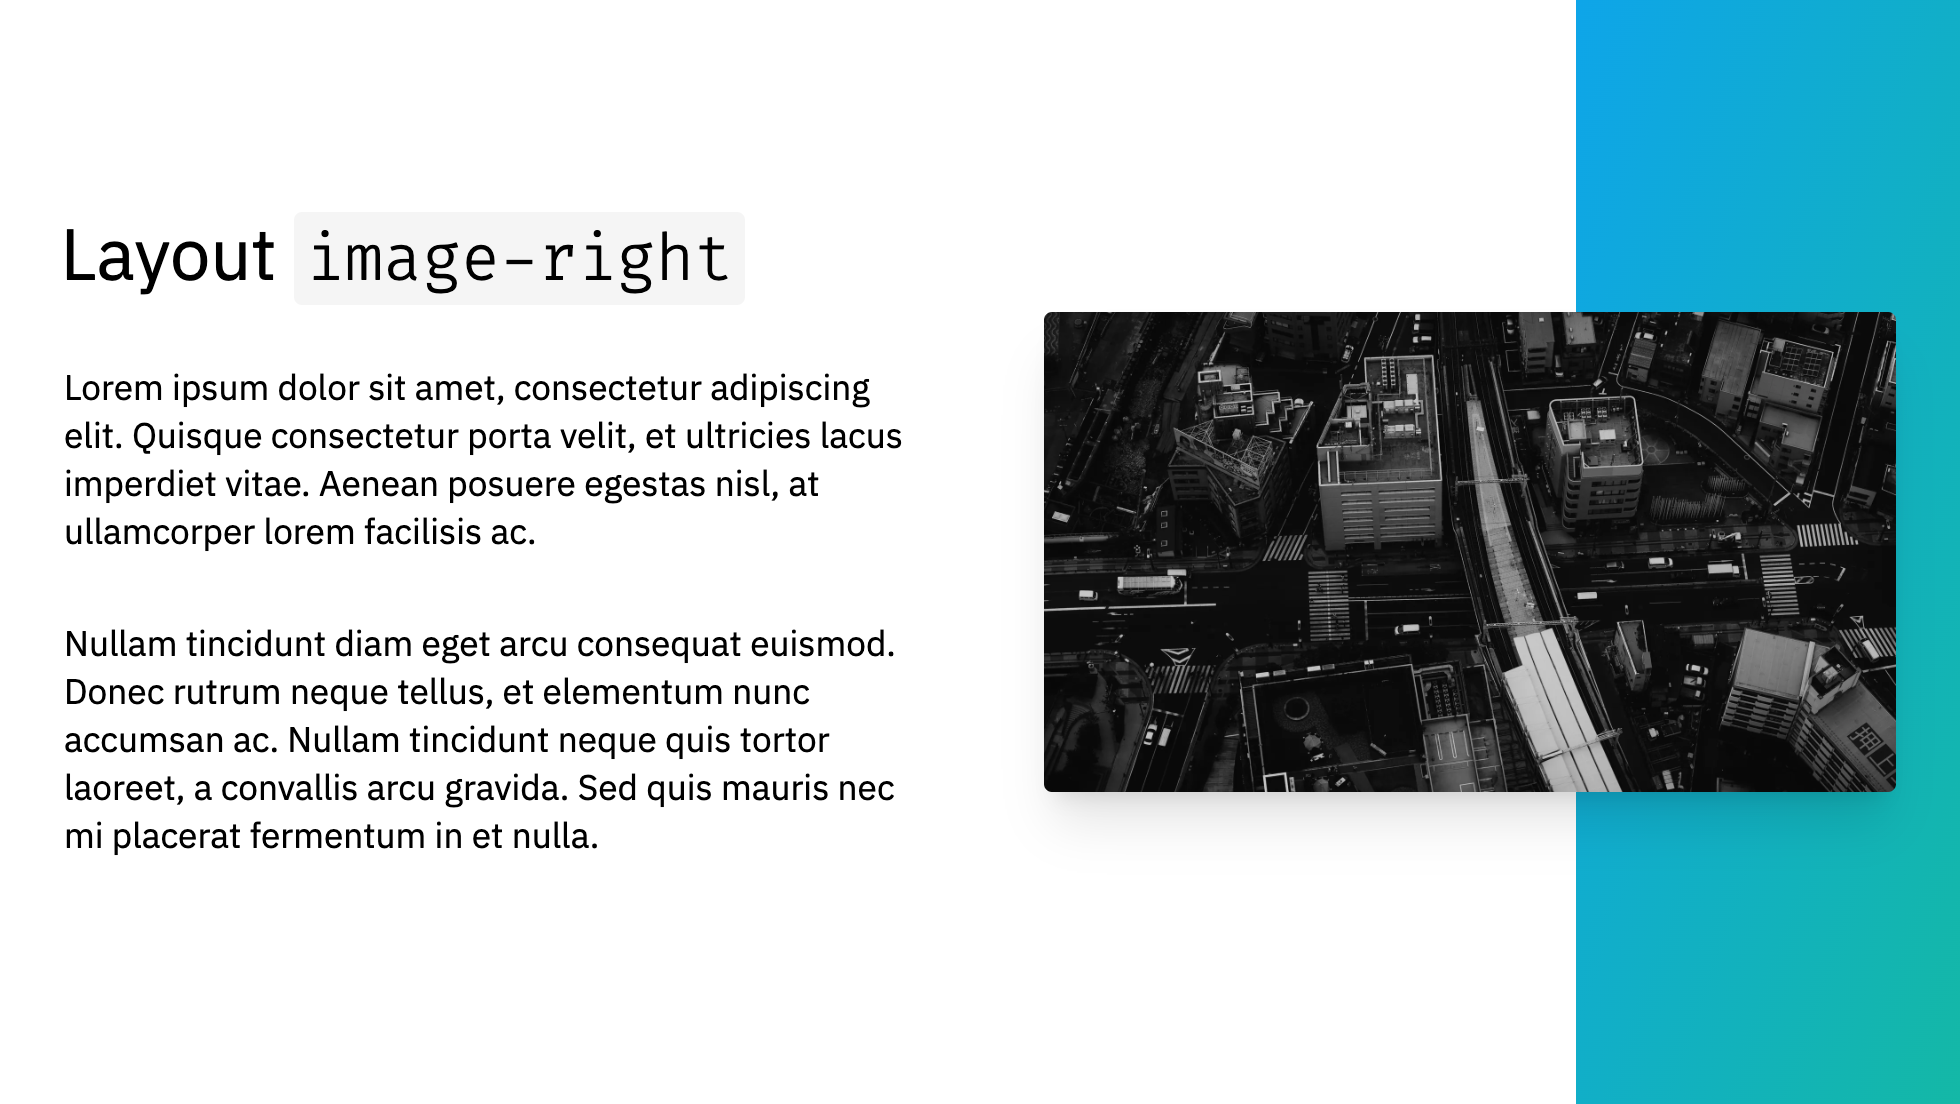 Layout image-right
Lorem ipsum dolor sit amet, consectetur adipiscing
elit. Quisque consectetur porta velit, et ultricies lacus
imperdiet vitae. Aenean posuere egestas nisl, at
ullamcorper lorem facilisis ac.
Nullam tincidunt diam eget arcu consequat euismod.
Donec rutrum neque tellus, et elementum nunc
accumsan ac. Nullam tincidunt neque quis tortor
laoreet, a convallis arcu gravida. Sed quis mauris nec
mi placerat fermentum in et nulla.